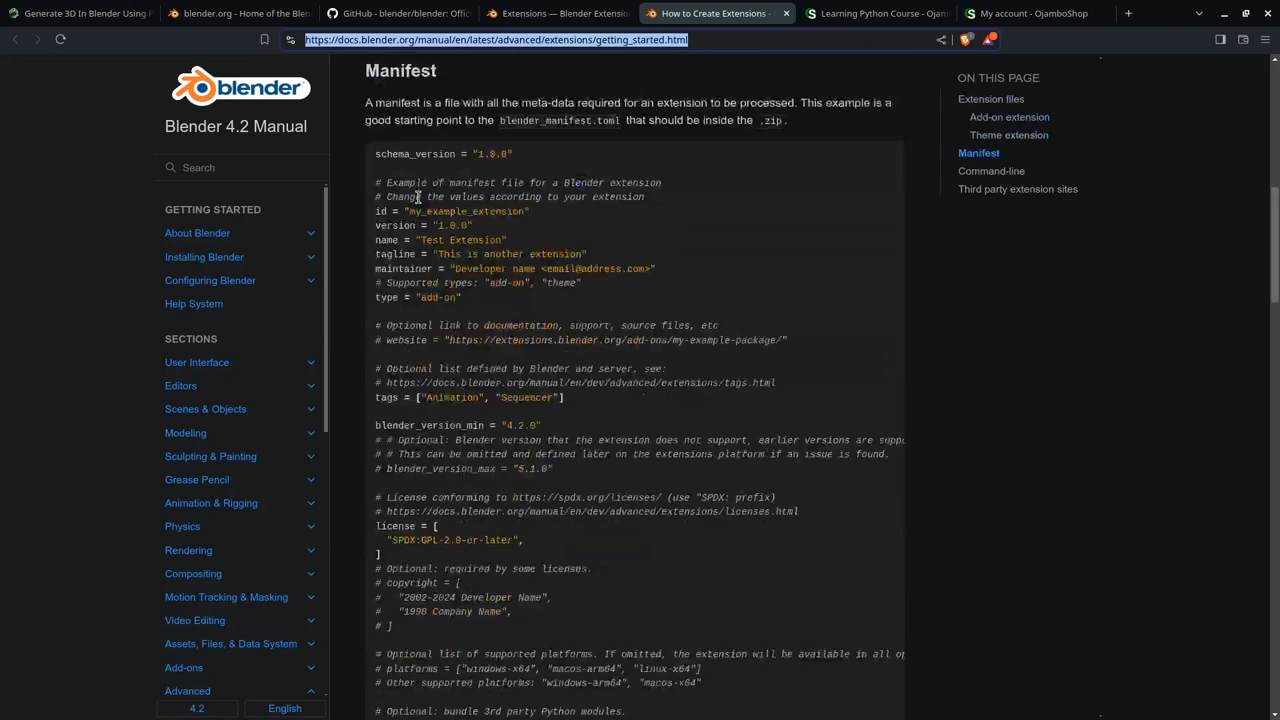 Generate 3D In Blender Using P
blender.org - Home of the Blen
GitHub - blender/blender: Offic
Extensions — Blender Extension
How to Create Extensions -
Learning Python Course - Ojam
My account - OjamboShop
https://docs.blender.org/manual/en/latest/advanced/extensions/getting_started.html
blender
Blender 4.2 Manual
Search
GETTING STARTED
About Blender
Installing Blender
Configuring Blender
Help System
SECTIONS
User Interface
Editors
Scenes & Objects
Modeling
Sculpting & Painting
Grease Pencil
Animation & Rigging
Physics
Rendering
Compositing
Motion Tracking & Masking
Video Editing
Assets, Files, & Data System
Add-ons
Advanced
4.2
English
Manifest
A manifest is a file with all the meta-data required for an extension to be processed. This example is a
good starting point to the blender_manifest.toml that should be inside the .zip.
schema_version = "1.0.0"
# Example of manifest file for a Blender extension
# Change the values according to your extension
id = "my_example_extension"
version = "1.0.0"
name = "Test Extension"
tagline = "This is another extension"
maintainer = "Developer name <email@address.com>"
# Supported types: "add-on", "theme"
type = "add-on"
# Optional link to documentation, support, source files, etc
# website = "https://extensions.blender.org/add-ons/my-example-package/"
# Optional list defined by Blender and server, see:
# https://docs.blender.org/manual/en/dev/advanced/extensions/tags.html
tags = ["Animation", "Sequencer"]
blender_version_min = "4.2.0"
# # Optional: Blender version that the extension does not support, earlier versions are supp
# # This can be omitted and defined later on the extensions platform if an issue is found.
# blender_version_max = "5.1.0"
# License conforming to https://spdx.org/licenses/ (use "SPDX: prefix)
# https://docs.blender.org/manual/en/dev/advanced/extensions/licenses.html
license = [
"SPDX:GPL-2.0-or-later",
]
# Optional: required by some licenses.
# copyright = [
# "2002-2024 Developer Name",
# "1998 Company Name",
# ]
# Optional list of supported platforms. If omitted, the extension will be available in all op
# platforms = ["windows-x64", "macos-arm64", "linux-x64"]
# Other supported platforms: "windows-arm64", "macos-x64"
# Optional: bundle 3rd party Python modules.
ON THIS PAGE
Extension files
Add-on extension
Theme extension
Manifest
Command-line
Third party extension sites